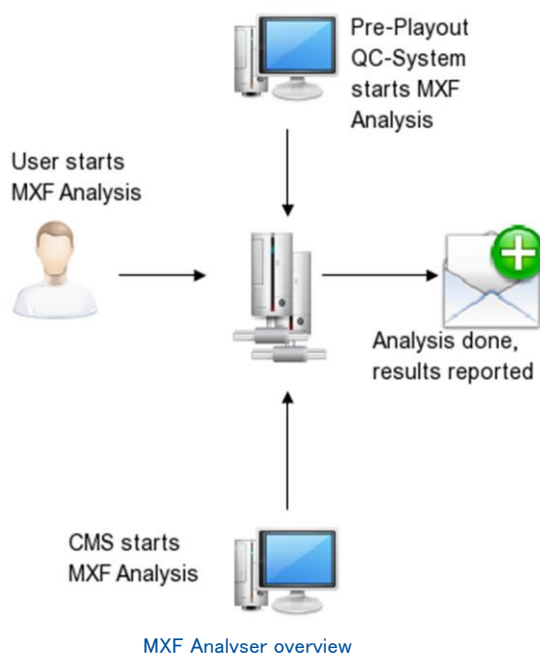 Pre-Playout
QC-System
starts MXF
Analysis
User starts
MXF Analysis
Analysis done,
results reported
CMS starts
MXF Analysis
MXF Analyser overview